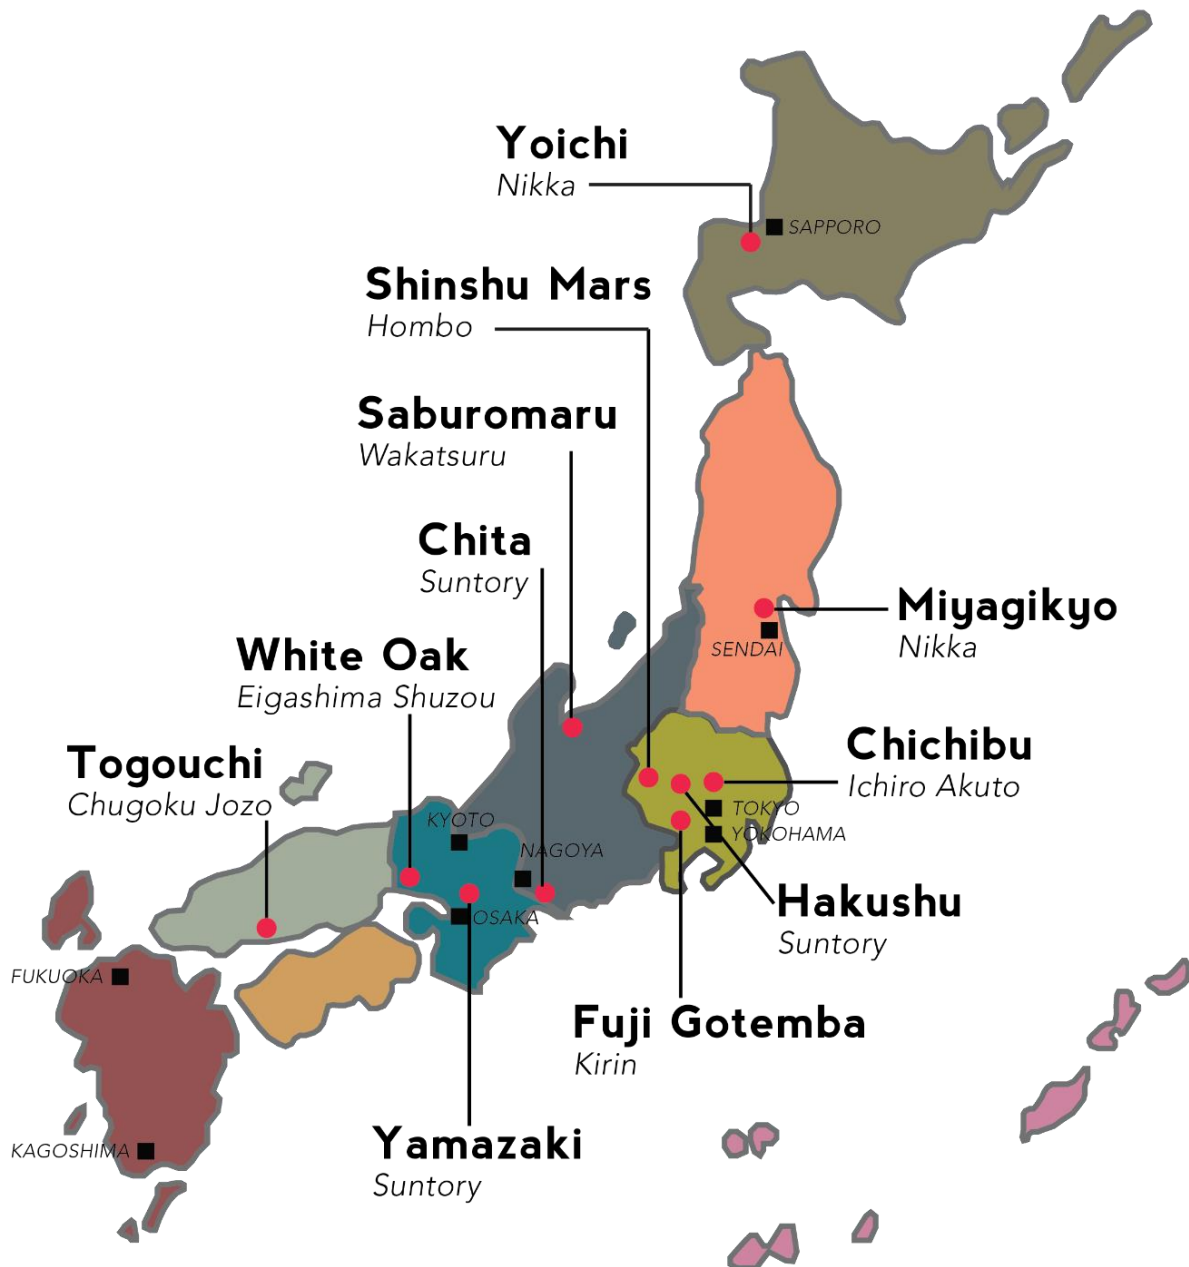 Yoichi
Nikka
SAPPORO
Shinshu Mars
Hombo
Saburomaru
Wakatsuru
Chita
Suntory
Miyagikyo
Nikka
SENDAI
White Oak
Eigashima Shuzou
Chichibu
Ichiro Akuto
Togouchi
Chugoku Jozo
TOKYO
KYOTO
YOKOHAMA
NAGOYA
Hakushu
Suntory
OSAKA
FUKUOKA
Fuji Gotemba
Kirin
Yamazaki
Suntory
KAGOSHIMA